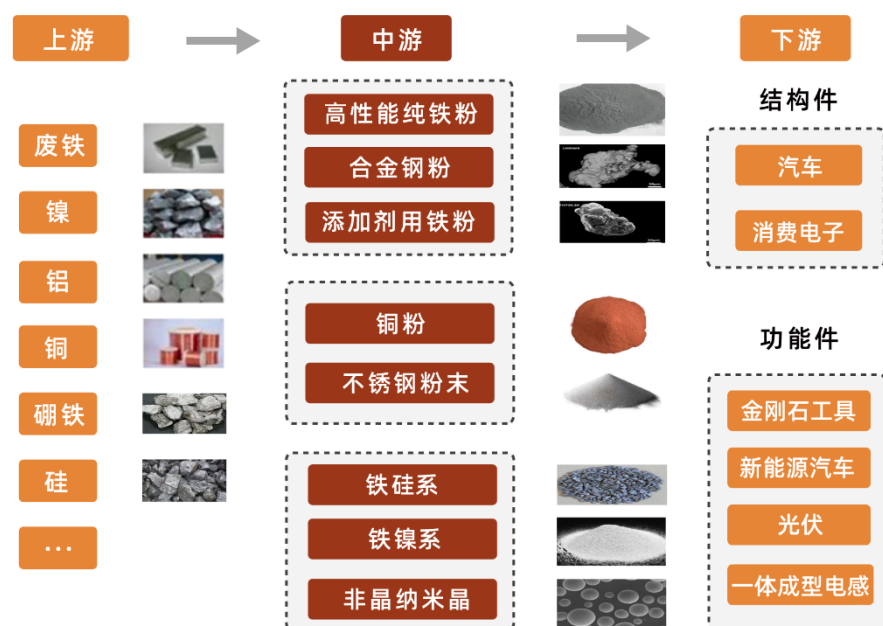 上游
中游
下游
废铁
镍
铝
铜
硼铁
硅
...
高性能纯铁粉
合金钢粉
添加剂用铁粉
铜粉
不锈钢粉末
铁硅系
铁镍系
非晶纳米晶
结构件
汽车
消费电子
功能件
金刚石工具
新能源汽车
光伏
一体成型电感